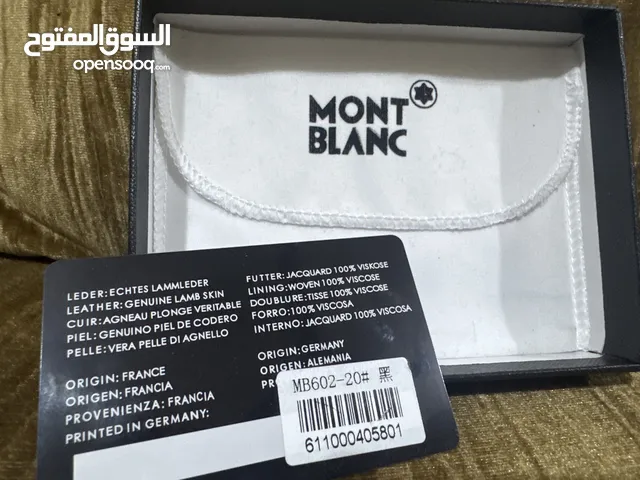 السوق المفتوح
opensooq.com
MONT
BLANC
LEDER: ECHTES LAMMLEDER
LEATHER: GENUINE LAMB SKIN
CUIR: AGNEAU PLONGE VERITABLE
PIEL: GENUINO PIEL DE CODERO
PELLE: VERA PELLE DI AGNELLO
ORIGIN: FRANCE
ORIGEN: FRANCIA
PROVENIENZA: FRANCIA
PRINTED IN GERMANY:
FUTTER: JACQUARD 100% VISKOSE
LINING: WOVEN 100% VISCOSE
DOUBLURE: TISSE 100% VISCOSE
FORRO: 100% VISCOSA
INTERNO: JACQUARD 100% VISCOSA
ORIGIN: GERMANY
ORIGEN: ALEMANIA
MB602-20# 黑
611000405801